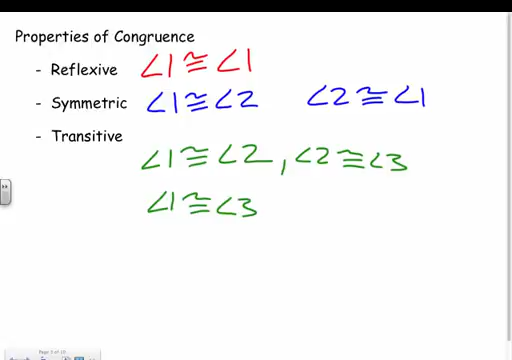 Properties of Congruence
- Reflexive ∠1 ≅ ∠1
- Symmetric ∠1 ≅ ∠2 ∠2 ≅ ∠1
- Transitive
∠1 ≅ ∠2, ∠2 ≅ ∠3
∠1 ≅ ∠3